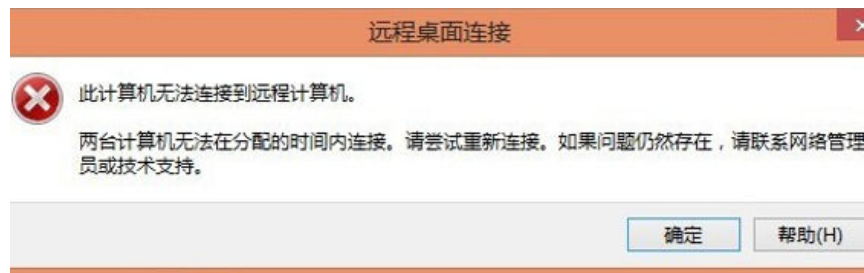 远程桌面连接
此计算机无法连接到远程计算机。
两台计算机无法在分配的时间内连接。请尝试重新连接。如果问题仍然存在，请联系网络管理
员或技术支持。
确定
帮助(H)